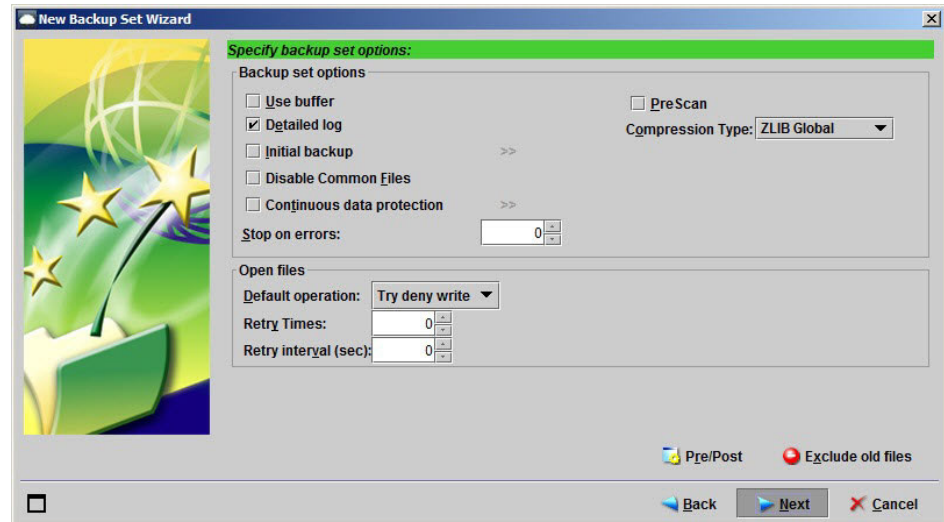 New Backup Set Wizard
Specify backup set options:
Backup set options
Use buffer
PreScan
Detailed log
Compression Type: ZLIB Global
Initial backup >>
Disable Common Files
Continuous data protection >>
Stop on errors: 0
Open files
Default operation: Try deny write
Retry Times: 0
Retry interval (sec): 0
Pre/Post Exclude old files
Back Next Cancel